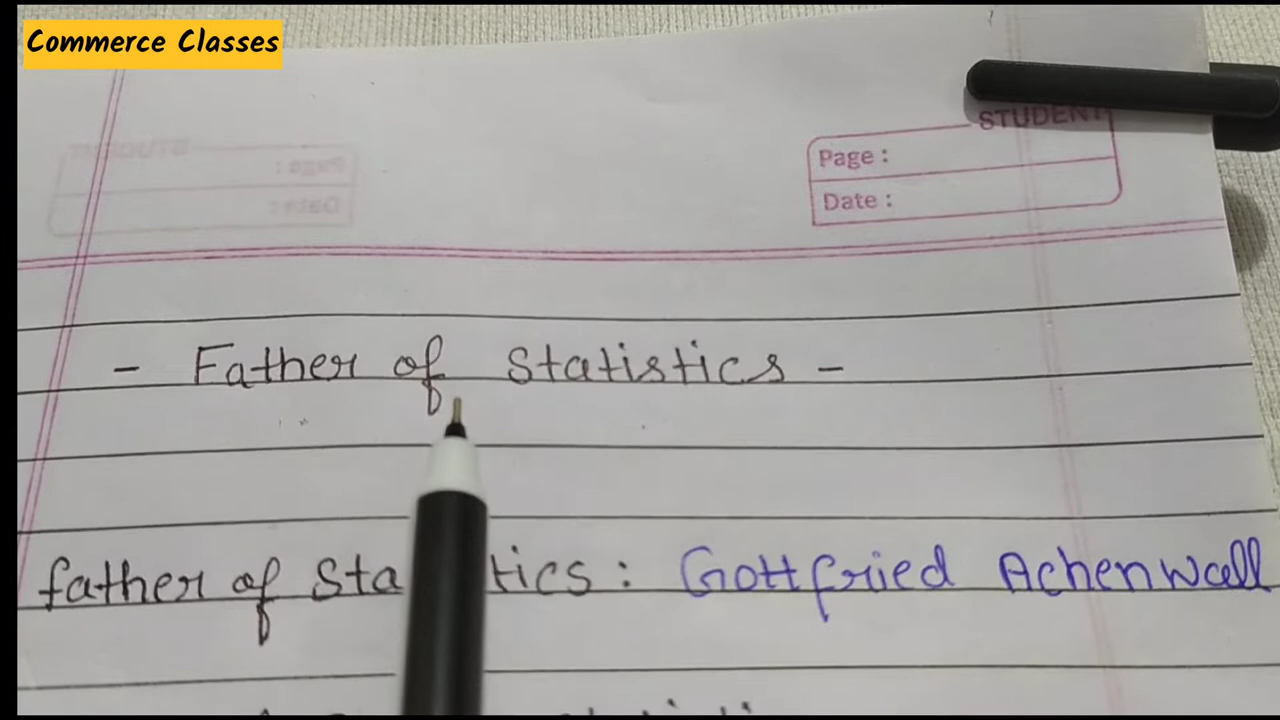 Commerce Classes
STUDENT
Page :
Date :
- Father of Statistics -
father of Sta tics : Gottfried Achenwall